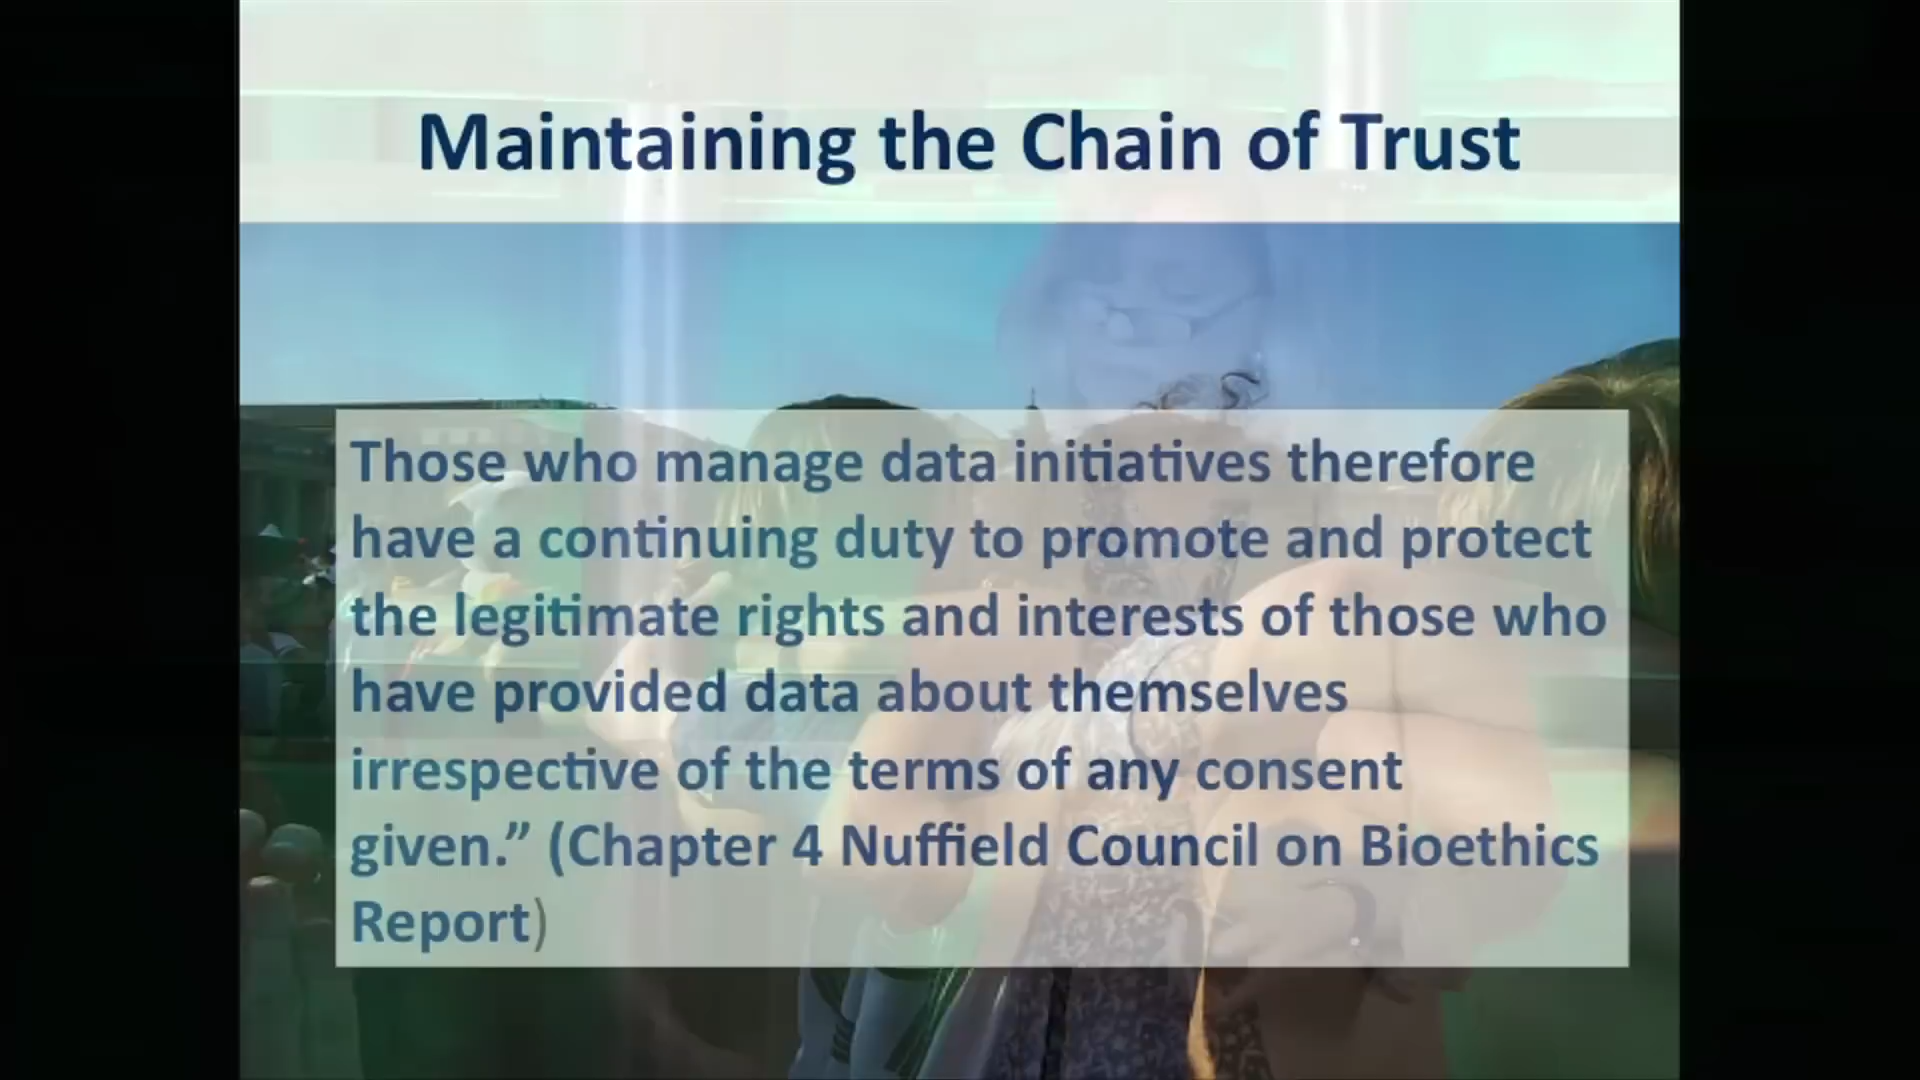 Maintaining the Chain of Trust
Those who manage data initiatives therefore
have a continuing duty to promote and protect
the legitimate rights and interests of those who
have provided data about themselves
irrespective of the terms of any consent
given.” (Chapter 4 Nuffield Council on Bioethics
Report)